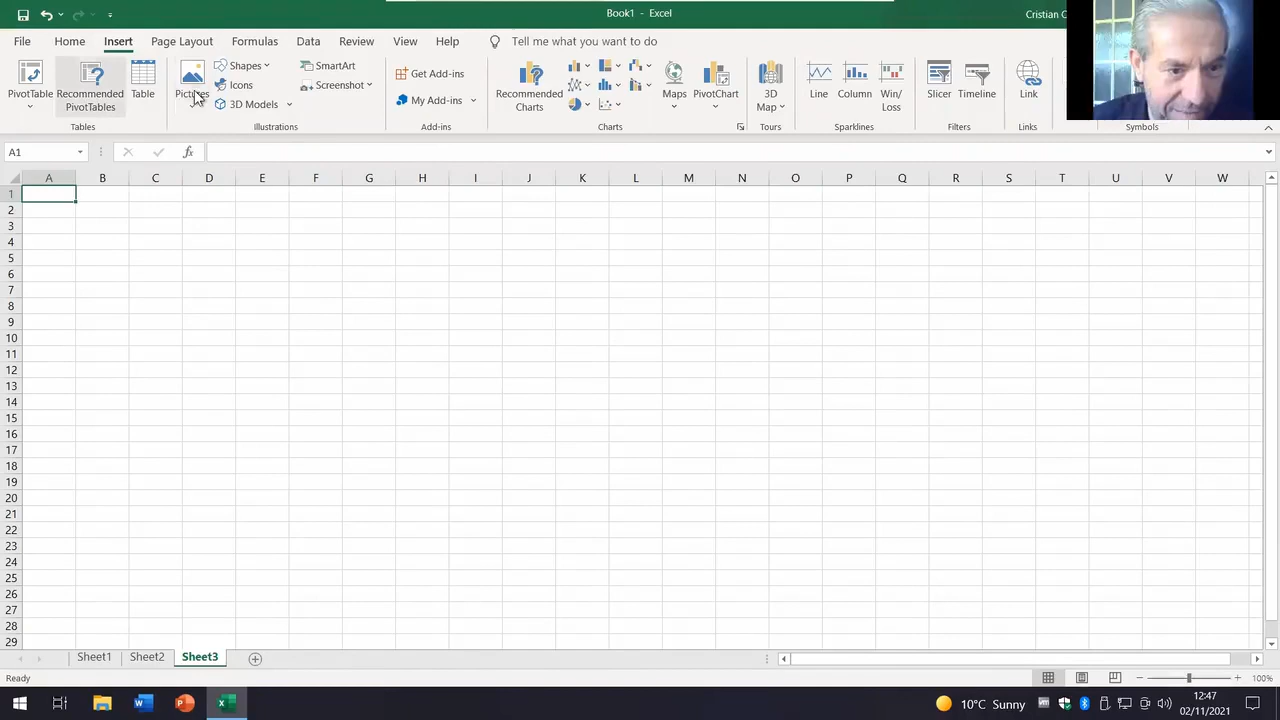 Book1 - Excel
Cristian C
File Home Insert Page Layout Formulas Data Review View Help Tell me what you want to do
PivotTable
Recommended
PivotTables
Table
Pictures
Shapes
Icons
3D Models
SmartArt
Screenshot
Get Add-ins
My Add-ins
Recommended
Charts
Maps
PivotChart
3D
Map
Line
Column
Win/
Loss
Slicer
Timeline
Link
Tables
Illustrations
Add-ins
Charts
Tours
Sparklines
Filters
Links
Symbols
A1
fx
A B C D E F G H I J K L M N O P Q R S T U V W
1
2
3
4
5
6
7
8
9
10
11
12
13
14
15
16
17
18
19
20
21
22
23
24
25
26
27
28
29
Sheet1 Sheet2 Sheet3
Ready
100%
10°C Sunny
12:47
02/11/2021